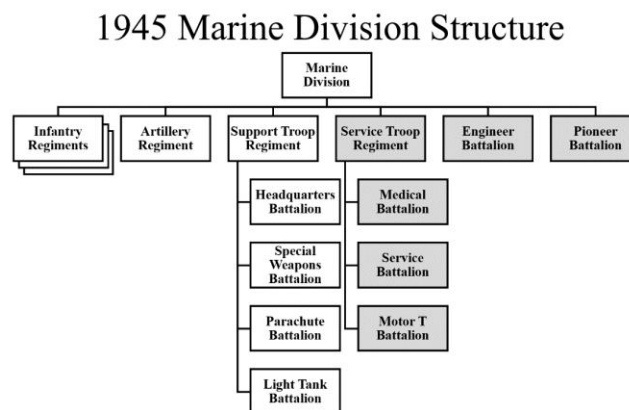 1945 Marine Division Structure
Marine
Division
Infantry
Regiments
Artillery
Regiment
Support Troop
Regiment
Service Troop
Regiment
Engineer
Battalion
Pioneer
Battalion
Headquarters
Battalion
Medical
Battalion
Special
Weapons
Battalion
Service
Battalion
Parachute
Battalion
Motor T
Battalion
Light Tank
Battalion